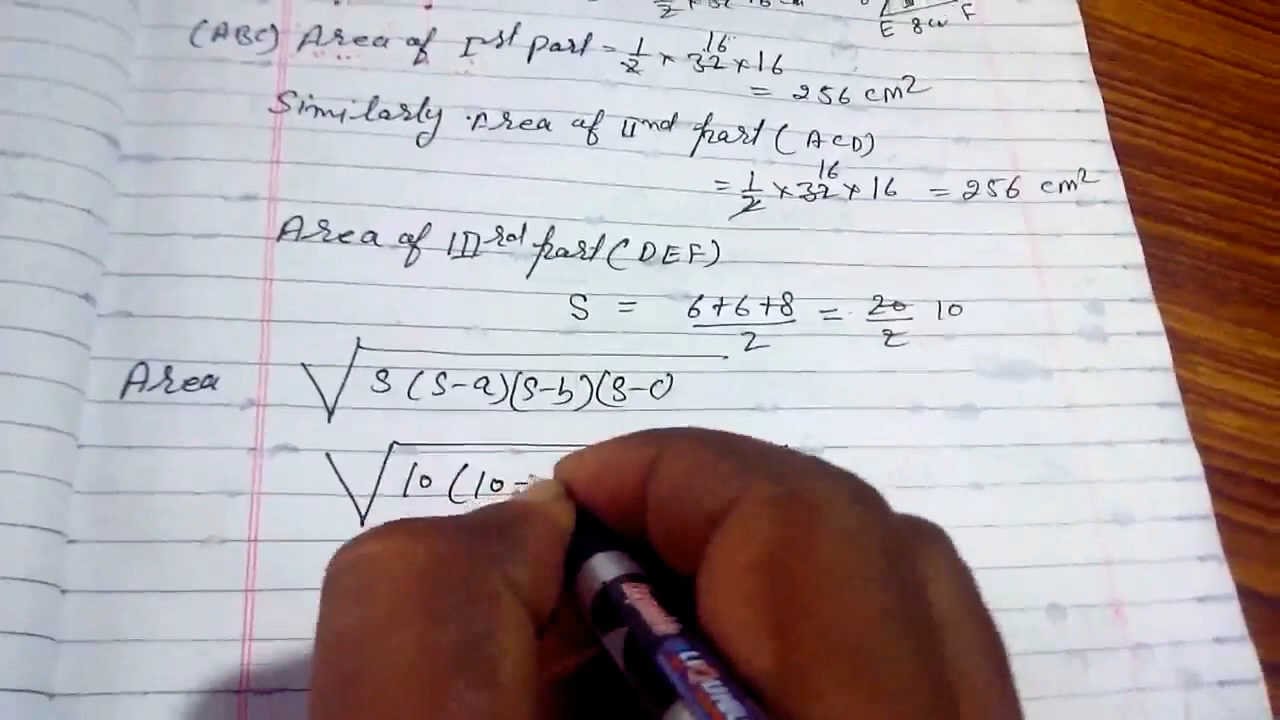 E 8cm F
(ABC) Area of Ist part = 1/2 × 32 16 × 16
= 256 cm²
Similarly Area of IInd part (ACD)
= 1/2 × 32 16 × 16 = 256 cm²
Area of IIIrd part (DEF)
S = 6+6+8/2 = 20/2 10
Area √S(S-a)(S-b)(S-c)
√10(10-